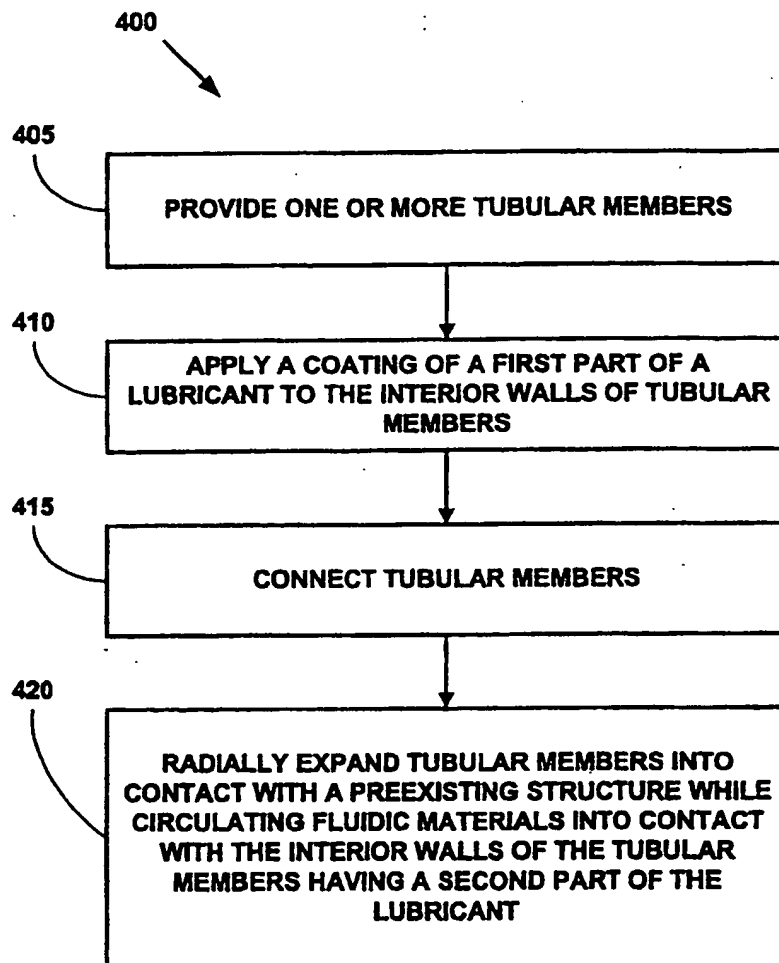 400
405
PROVIDE ONE OR MORE TUBULAR MEMBERS
410
APPLY A COATING OF A FIRST PART OF A
LUBRICANT TO THE INTERIOR WALLS OF TUBULAR
MEMBERS
415
CONNECT TUBULAR MEMBERS
420
RADIALLY EXPAND TUBULAR MEMBERS INTO
CONTACT WITH A PREEXISTING STRUCTURE WHILE
CIRCULATING FLUIDIC MATERIALS INTO CONTACT
WITH THE INTERIOR WALLS OF THE TUBULAR
MEMBERS HAVING A SECOND PART OF THE
LUBRICANT